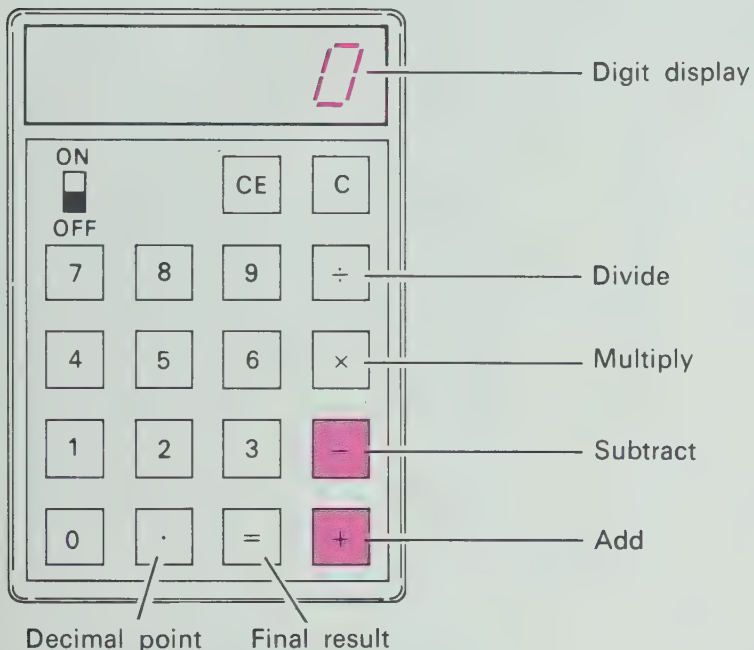 0 Digit display
ON
CE C
OFF
7 8 9 ÷ Divide
4 5 6 × Multiply
1 2 3 − Subtract
0 · = + Add
Decimal point Final result